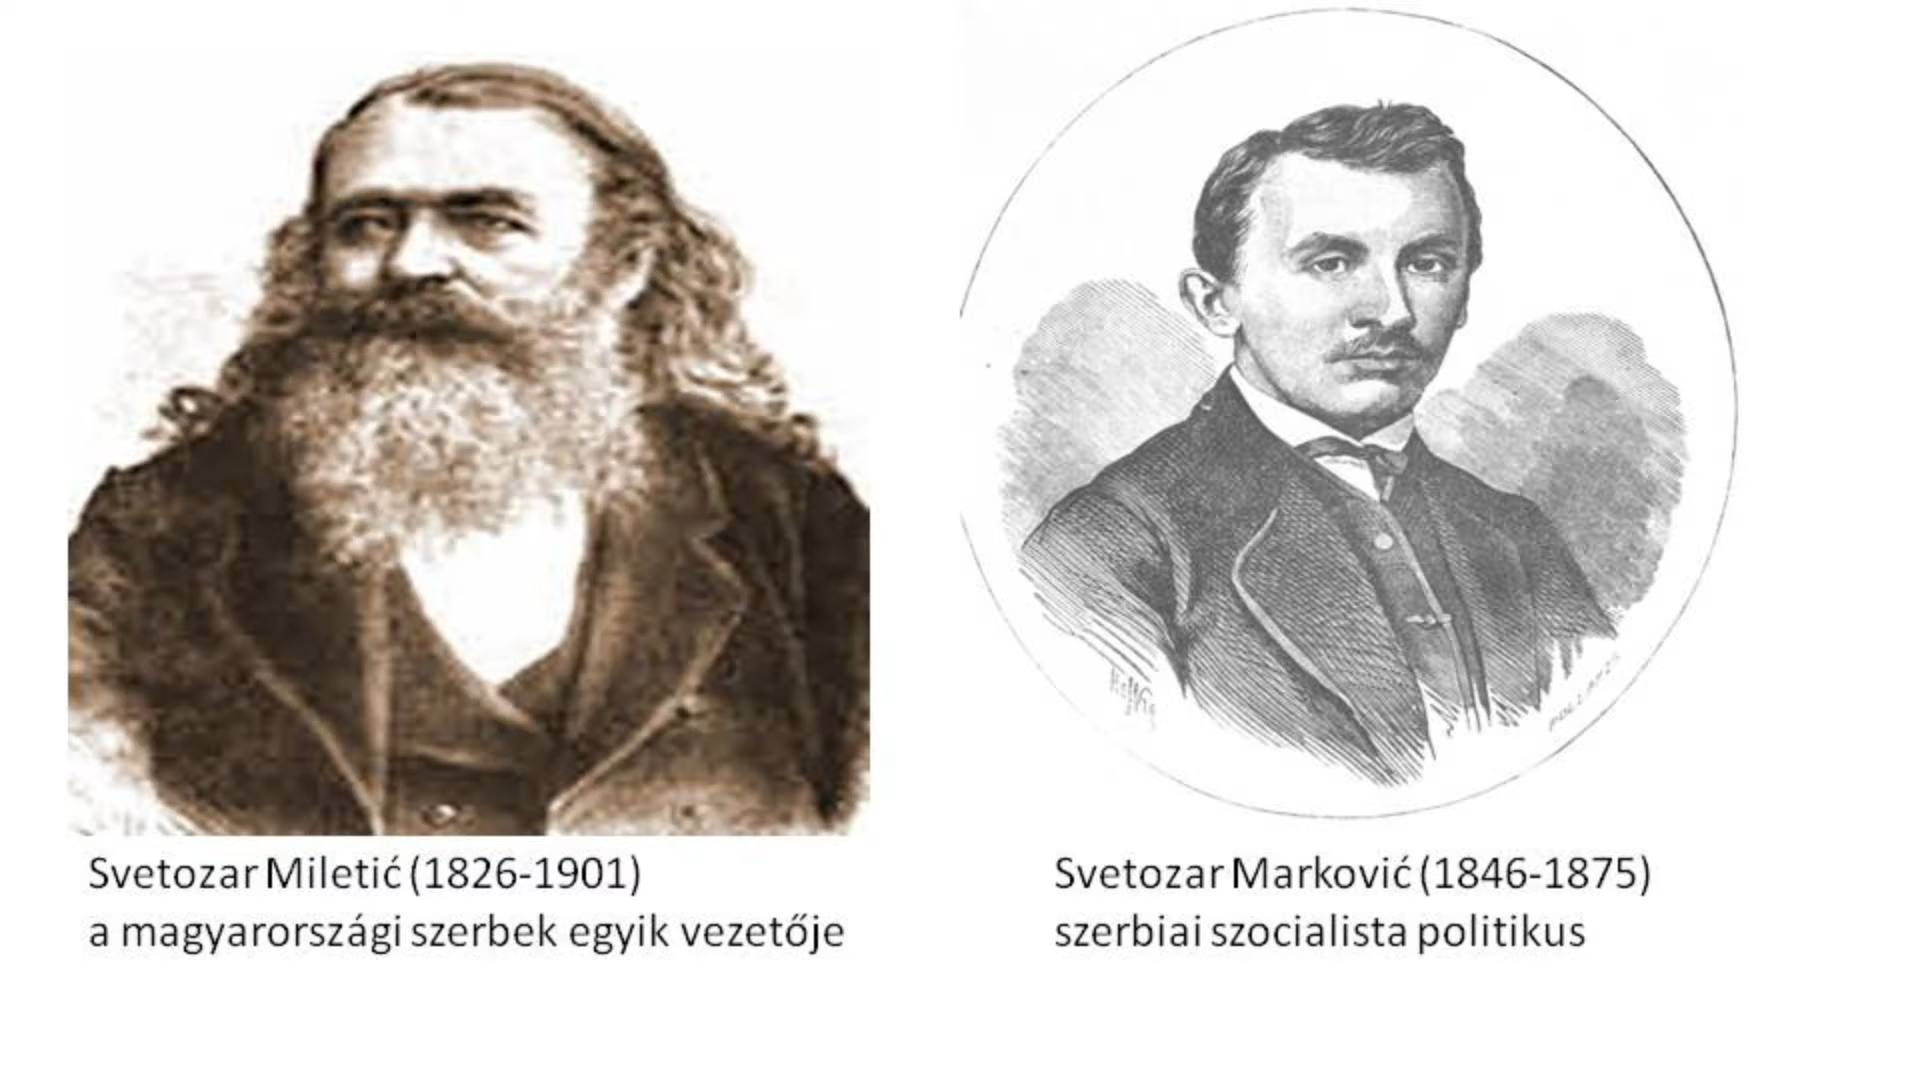 Svetozar Miletić (1826-1901)
a magyarországi szerbek egyik vezetője
Svetozar Marković (1846-1875)
szerbiai szocialista politikus